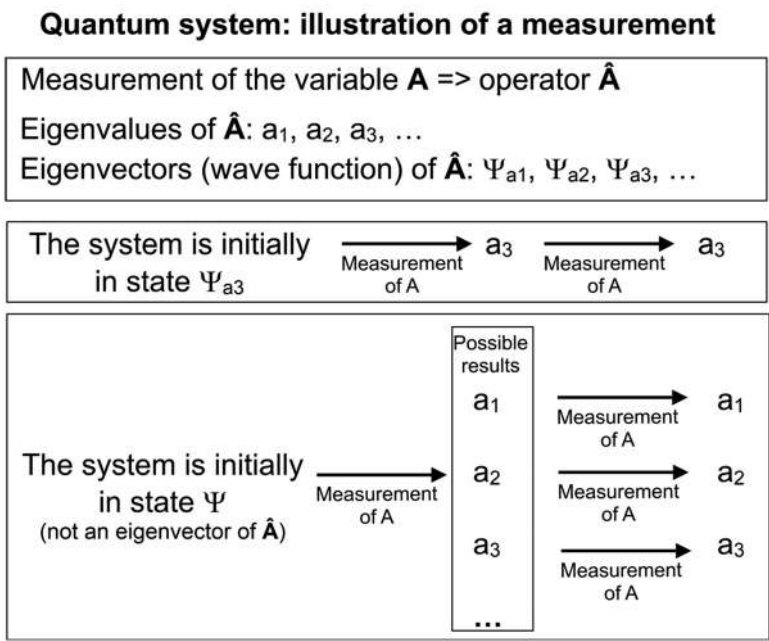 Quantum system: illustration of a measurement
Measurement of the variable A => operator Â
Eigenvalues of Â: a₁, a₂, a₃, ...
Eigenvectors (wave function) of Â: Ψₐ₁, Ψₐ₂, Ψₐ₃, ...
The system is initially
in state Ψₐ₃
Measurement
of A
a₃
Measurement
of A
a₃
The system is initially
in state Ψ
(not an eigenvector of Â)
Measurement
of A
Possible
results
a₁
Measurement
of A
a₁
a₂
Measurement
of A
a₂
a₃
Measurement
of A
a₃
...